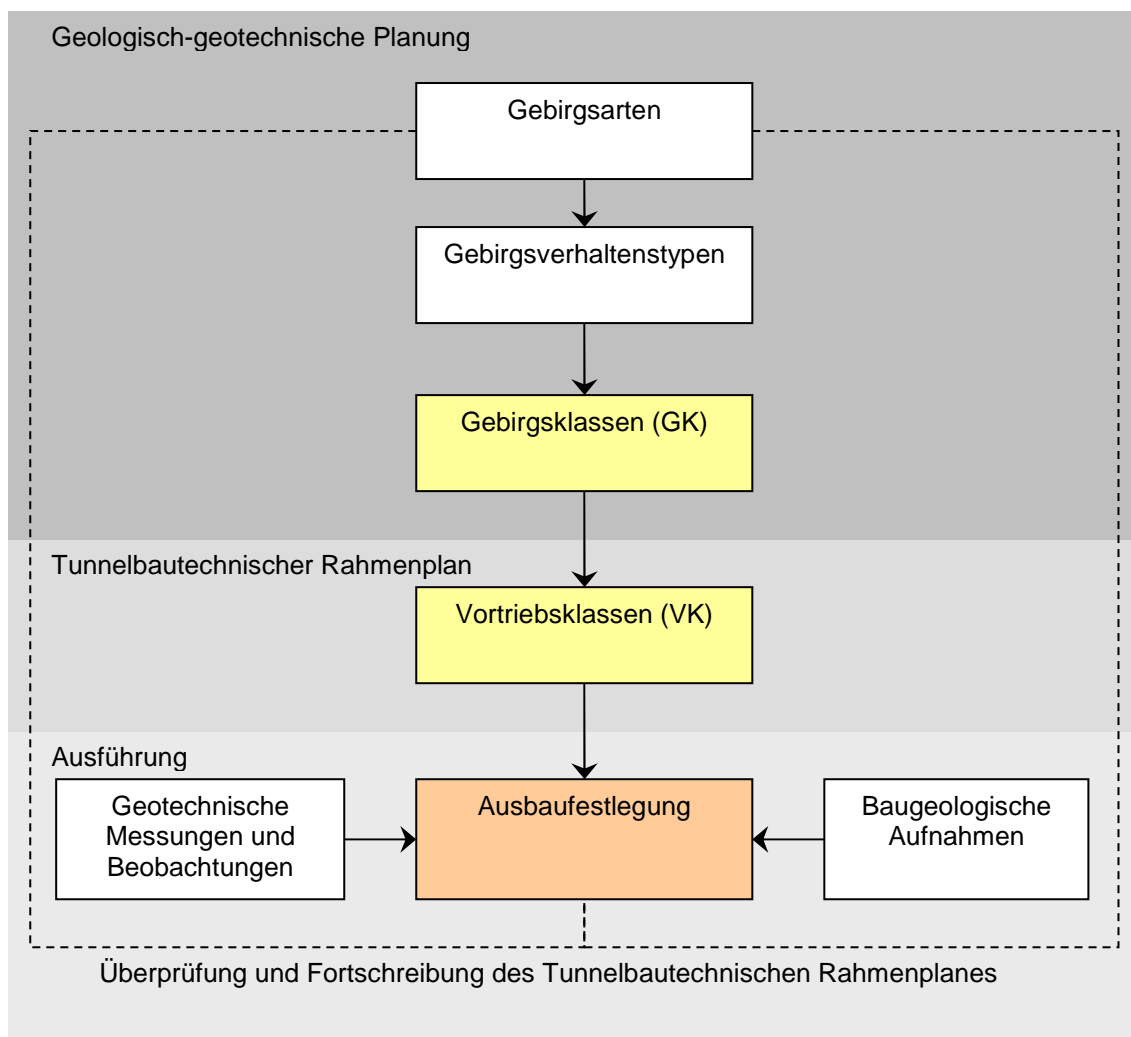 Geologisch-geotechnische Planung
Gebirgsarten
Gebirgsverhaltenstypen
Gebirgsklassen (GK)
Tunnelbautechnischer Rahmenplan
Vortriebsklassen (VK)
Ausführung
Geotechnische
Messungen und
Beobachtungen
Ausbaufestlegung
Baugeologische
Aufnahmen
Überprüfung und Fortschreibung des Tunnelbautechnischen Rahmenplanes